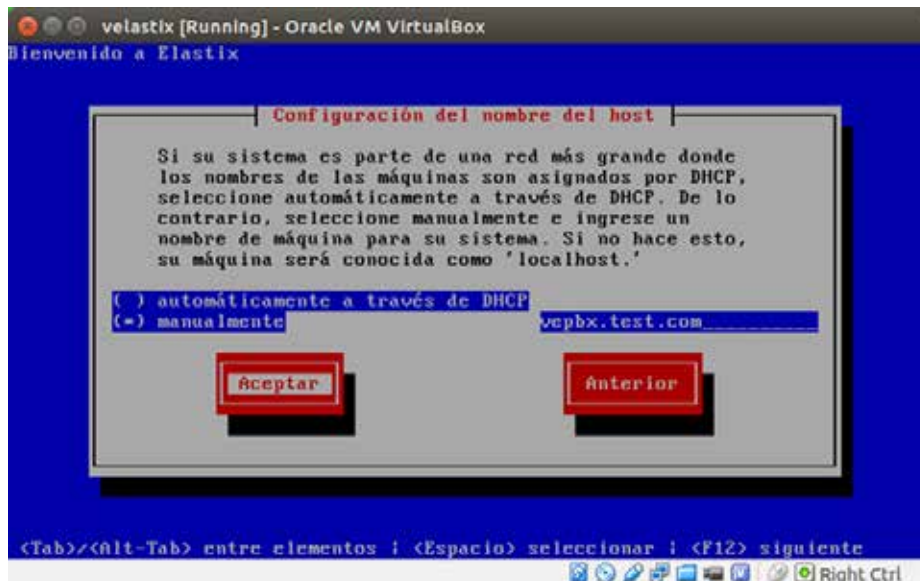 velastix [Running] - Oracle VM VirtualBox
Bienvenido a Elastix
Configuración del nombre del host
Si su sistema es parte de una red más grande donde
los nombres de las máquinas son asignados por DHCP,
seleccione automáticamente a través de DHCP. De lo
contrario, seleccione manualmente e ingrese un
nombre de máquina para su sistema. Si no hace esto,
su máquina será conocida como 'localhost.'
( ) automáticamente a través de DHCP
(*) manualmente vepbx.test.com__________
Aceptar Anterior
<Tab>/<Alt-Tab> entre elementos ¦ <Espacio> seleccionar ¦ <F12> siguiente
Right Ctrl